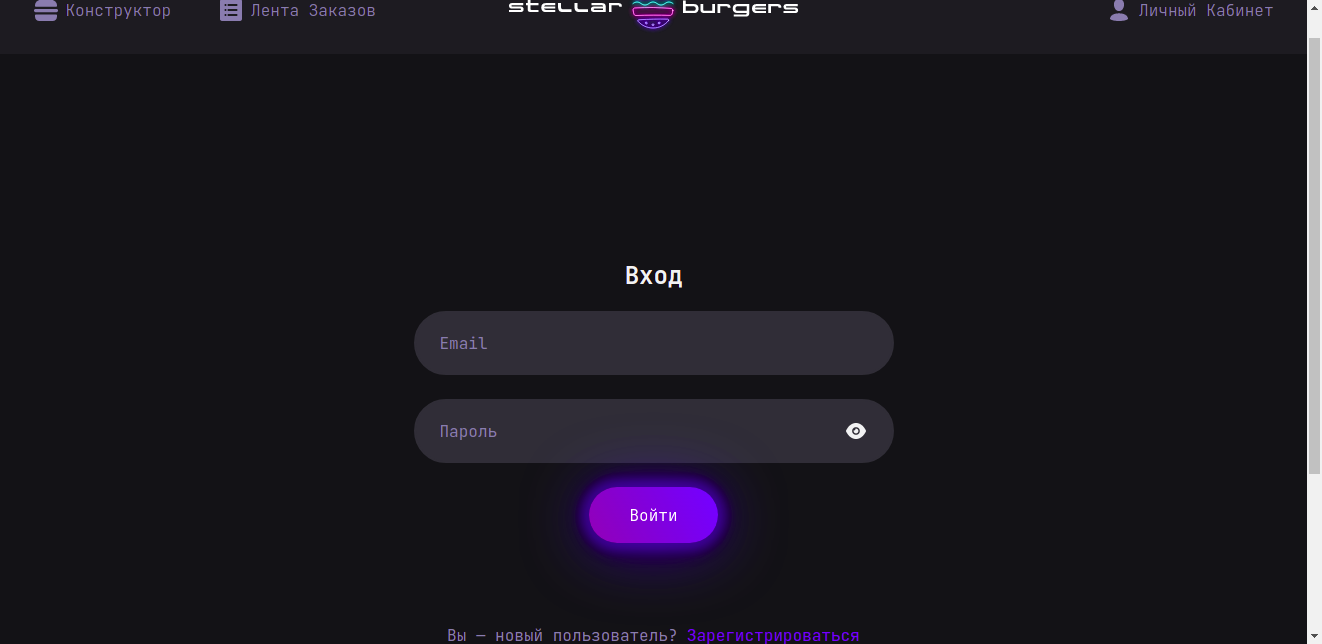 Конструктор Лента Заказов stellar burgers Личный Кабинет
Вход
Email
Пароль
Войти
Вы — новый пользователь? Зарегистрироваться